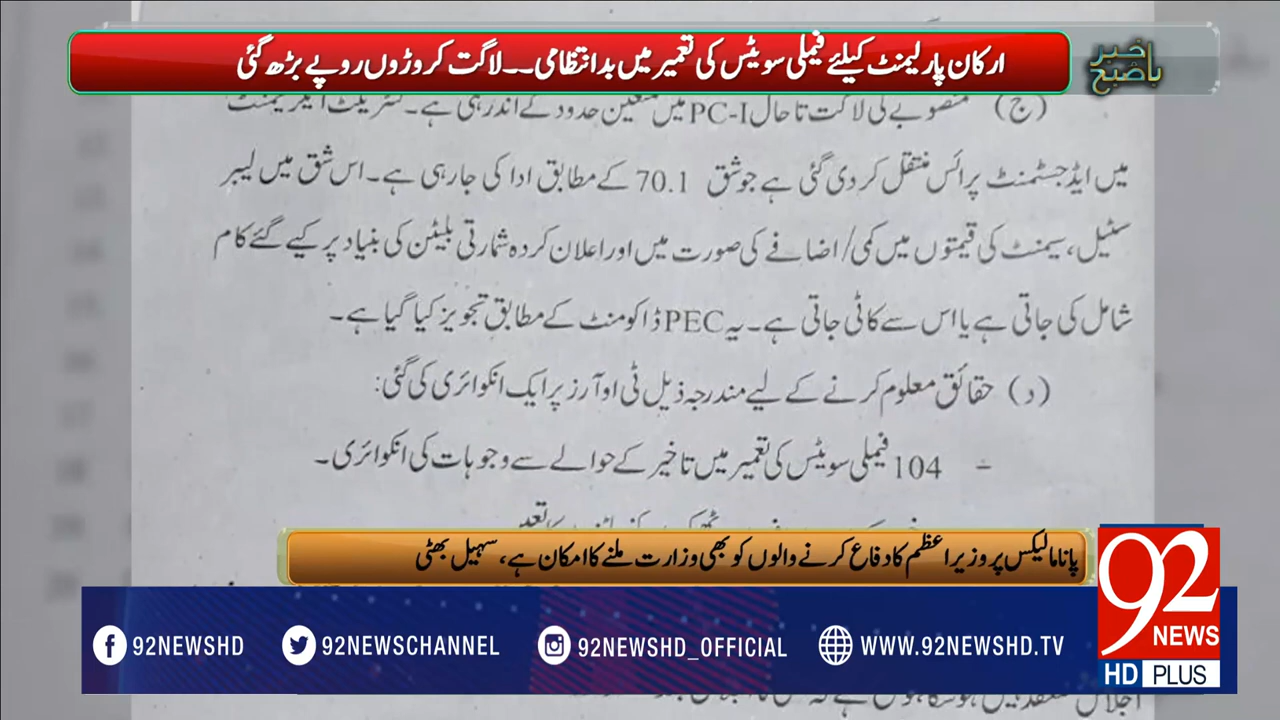 ارکان پارلیمنٹ کیلئے فیملی سویٹس کی تعمیر میں بدانتظامی۔۔لاگت کروڑوں روپے بڑھ گئی
باخبر صبح
(ج) منصوبے کی لاگت تاحال PC-I میں متعین حدود کے اندر رہی ہے۔
میں ایڈجسٹمنٹ پرائس منتقل کر دی گئی ہے جو شق 70.1 کے مطابق ادا کی جا رہی ہے۔ اس شق میں لیبر
سٹیل، سیمنٹ کی قیمتوں میں کمی/اضافے کی صورت میں اور اعلان کردہ شمارتی بلیٹن کی بنیاد پر کیے گئے کام
شامل کی جاتی ہے یا اس سے کاٹی جاتی ہے۔ یہ PEC ڈاکومنٹ کے مطابق تجویز کیا گیا ہے۔
(د) حقائق معلوم کرنے کے لیے مندرجہ ذیل ٹی او آرز پر ایک انکوائری کی گئی:
- 104 فیملی سویٹس کی تعمیر میں تاخیر کے حوالے سے وجوہات کی انکوائری۔
پاناما لیکس پر وزیراعظم کا دفاع کرنے والوں کو بھی وزارت ملنے کا امکان ہے، سہیل بھٹی
92NEWSHD 92NEWSCHANNEL 92NEWSHD_OFFICIAL WWW.92NEWSHD.TV
92 NEWS
HD PLUS